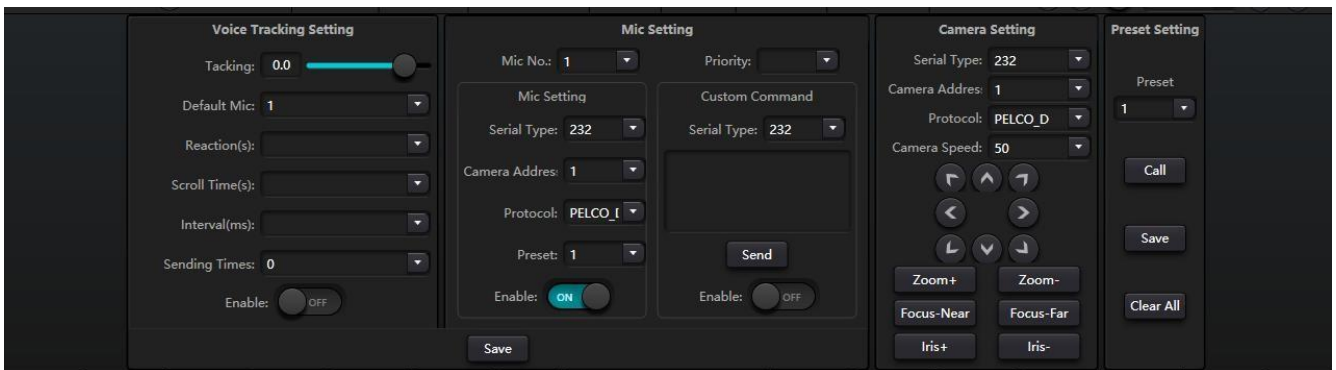 Voice Tracking Setting
Tacking: 0.0
Default Mic: 1
Reaction(s):
Scroll Time(s):
Interval(ms):
Sending Times: 0
Enable: OFF
Mic Setting
Mic No.: 1
Priority:
Mic Setting
Serial Type: 232
Camera Addres: 1
Protocol: PELCO_I
Preset: 1
Enable: ON
Custom Command
Serial Type: 232
Send
Enable: OFF
Save
Camera Setting
Serial Type: 232
Camera Addres: 1
Protocol: PELCO_D
Camera Speed: 50
Zoom+ Zoom-
Focus-Near Focus-Far
Iris+ Iris-
Preset Setting
Preset
1
Call
Save
Clear All